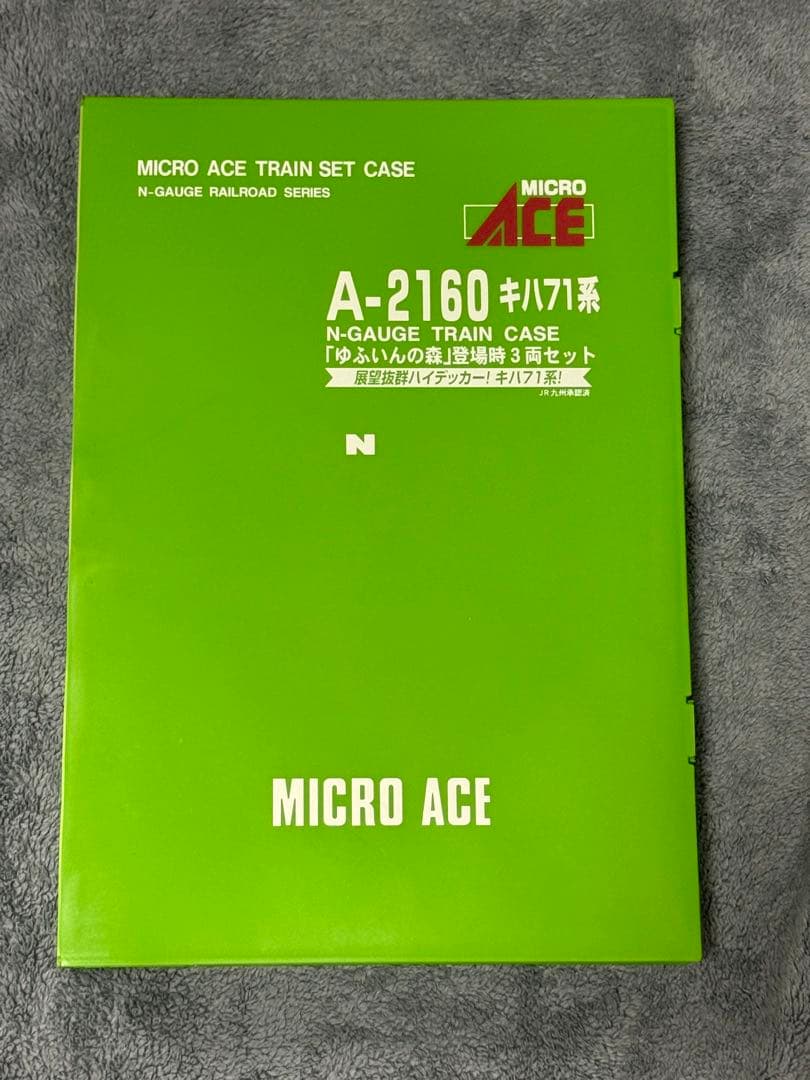 MICRO ACE TRAIN SET CASE
N-GAUGE RAILROAD SERIES
MICRO
ACE
A-2160 キハ71系
N-GAUGE TRAIN CASE
「ゆふいんの森」登場時3両セット
展望抜群ハイデッカー!キハ71系!
JR九州承認済
N
MICRO ACE